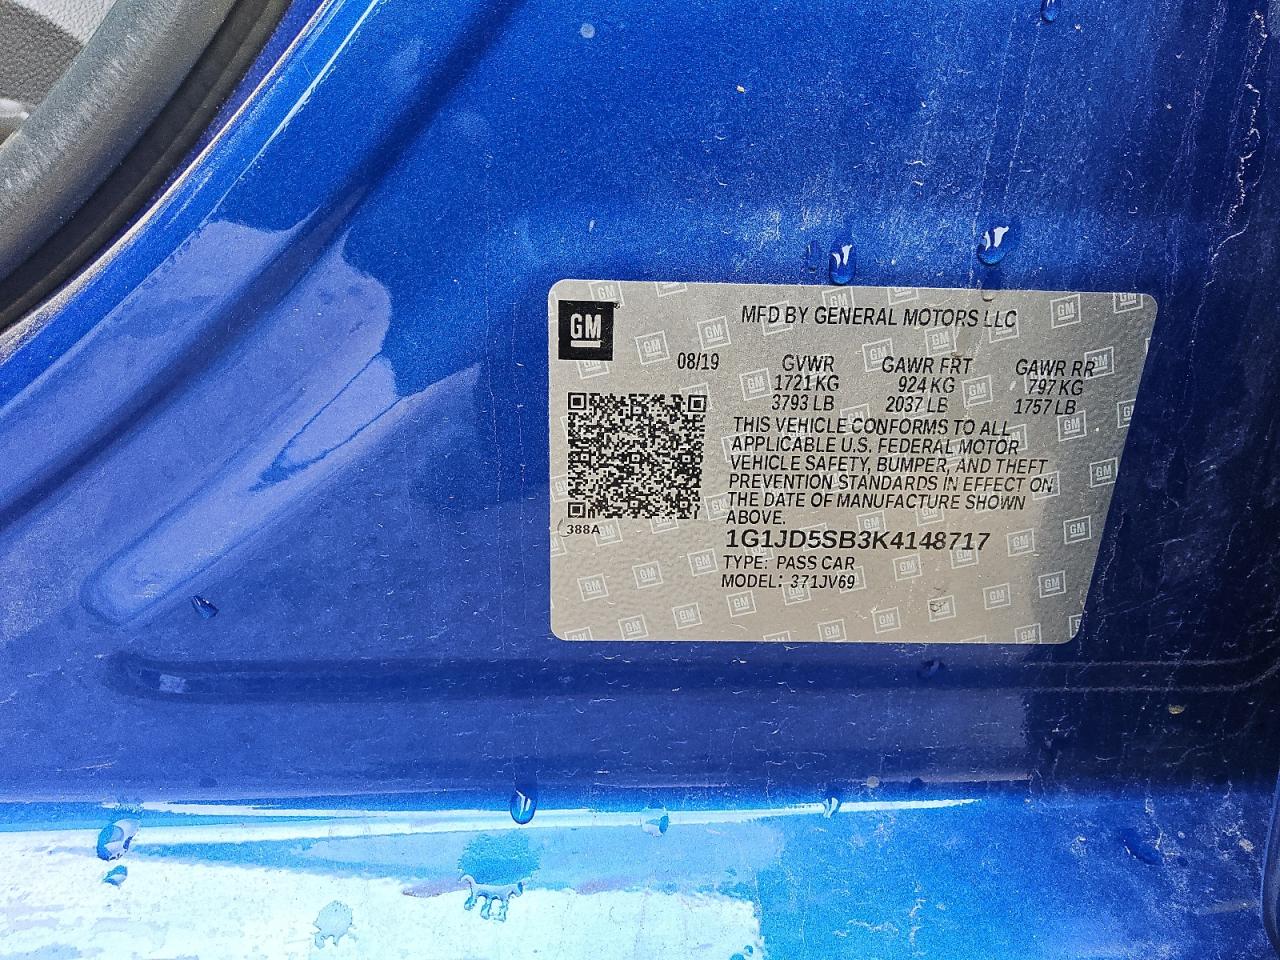 GM
MFD BY GENERAL MOTORS LLC
08/19 GVWR GAWR FRT GAWR RR
1721 KG 924 KG 797 KG
3793 LB 2037 LB 1757 LB
THIS VEHICLE CONFORMS TO ALL
APPLICABLE U.S. FEDERAL MOTOR
VEHICLE SAFETY, BUMPER, AND THEFT
PREVENTION STANDARDS IN EFFECT ON
THE DATE OF MANUFACTURE SHOWN
ABOVE.
388A
1G1JD5SB3K4148717
TYPE: PASS CAR
MODEL: 371JV69